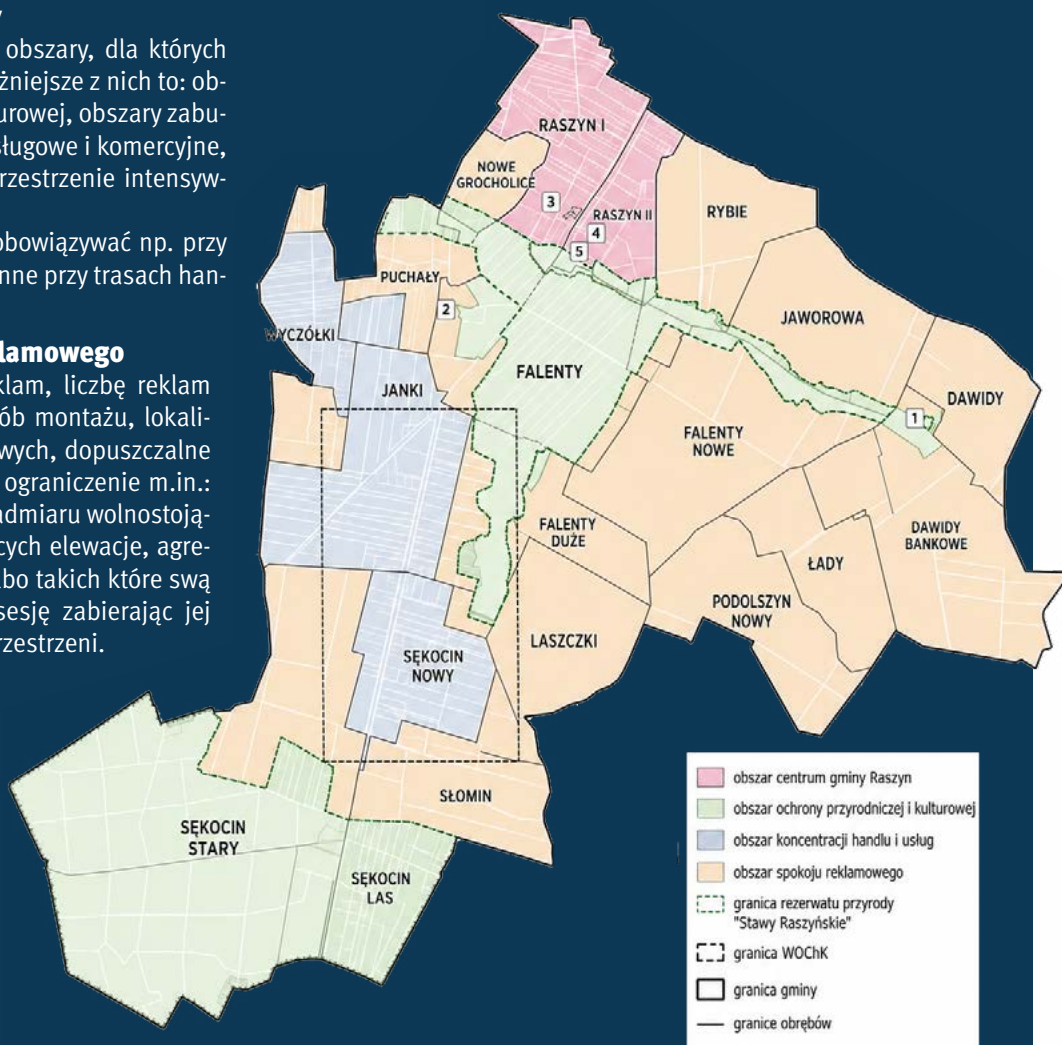 y
obszary, dla których
żniejsze z nich to: ob-
urowej, obszary zabu-
sługowe i komercyjne,
rzestrzenie intensyw-
obowiązywać np. przy
nne przy trasach han-
lamowego
klam, liczbę reklam
ób montażu, lokali-
wych, dopuszczalne
ograniczenie m.in.:
admiaru wolnostoją-
cych elewacje, agre-
bo takich które swą
sesję zabierając jej
rzestrzeni.
RASZYN I
NOWE
GROCHOLICE
3
RASZYN II
4
5
RYBIE
PUCHAŁY
2
WYCZÓŁKI
JAWOROWA
JANKI
FALENTY
DAWIDY
1
FALENTY
NOWE
FALENTY
DUŻE
DAWIDY
BANKOWE
ŁADY
PODOLSZYN
NOWY
LASZCZKI
SĘKOCIN
NOWY
SŁOMIN
SĘKOCIN
STARY
SĘKOCIN
LAS
obszar centrum gminy Raszyn
obszar ochrony przyrodniczej i kulturowej
obszar koncentracji handlu i usług
obszar spokoju reklamowego
granica rezerwatu przyrody
"Stawy Raszyńskie"
granica WOChK
granica gminy
granice obrębów